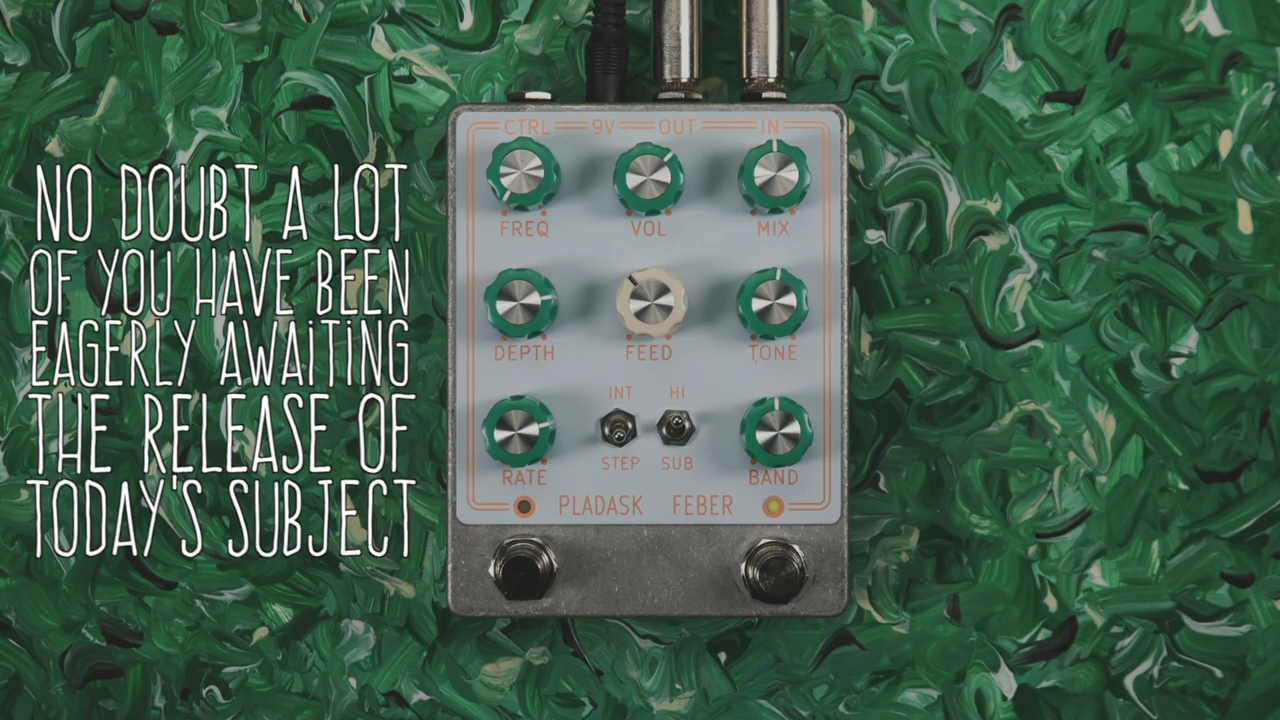 NO DOUBT A LOT
OF YOU HAVE BEEN
EAGERLY AWAITING
THE RELEASE OF
TODAY'S SUBJECT
CTRL 9V OUT IN
FREQ VOL MIX
DEPTH FEED TONE
INT HI
STEP SUB
RATE BAND
PLADASK FEBER